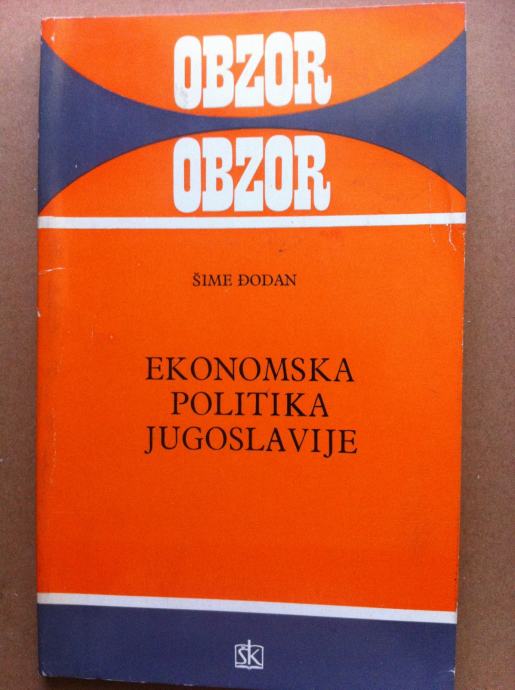 OBZOR
OBZOR
ŠIME ĐODAN
EKONOMSKA
POLITIKA
JUGOSLAVIJE
ŠK